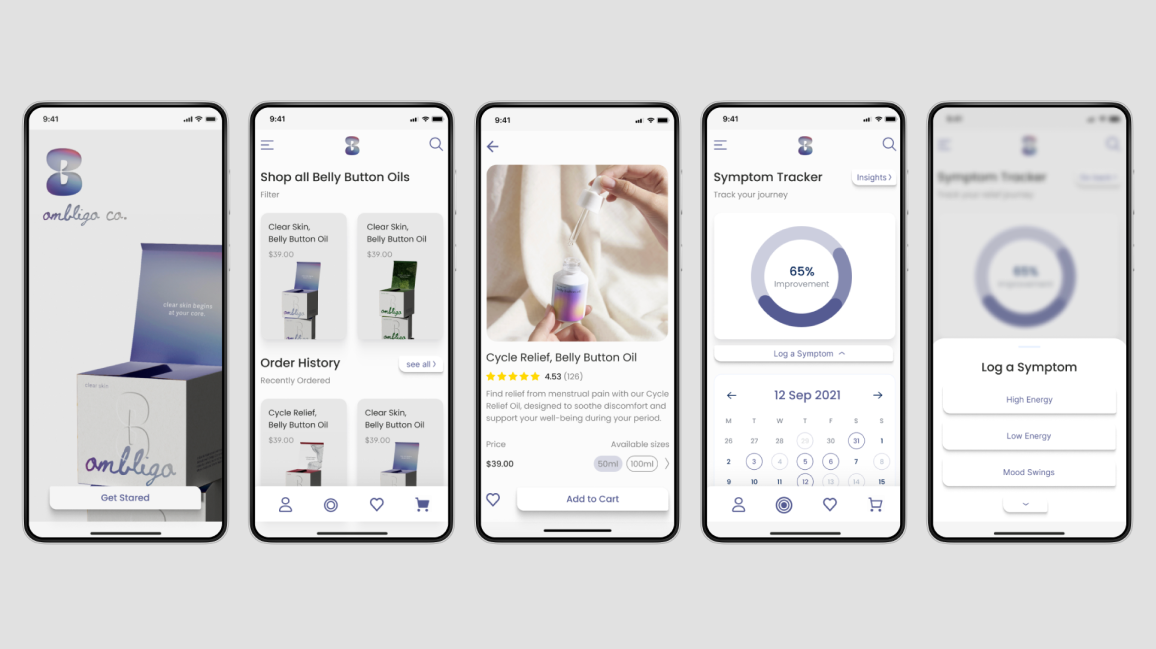 9:41
ombligo co.
clear skin begins
at your core.
clear skin
ombligo
Get Stared
9:41
Shop all Belly Button Oils
Filter
Clear Skin,
Belly Button Oil
$39.00
Clear Skin,
Belly Button Oil
$39.00
Order History
see all
Recently Ordered
Cycle Relief,
Belly Button Oil
$39.00
Clear Skin,
Belly Button Oil
$39.00
9:41
Cycle Relief, Belly Button Oil
4.53 (126)
Find relief from menstrual pain with our Cycle
Relief Oil, designed to soothe discomfort and
support your well-being during your period.
Price
Available sizes
$39.00
50ml
100ml
Add to Cart
9:41
Symptom Tracker
Insights
Track your journey
65%
Improvement
Log a Symptom
12 Sep 2021
M T W T F S S
26 27 28 29 30 31 1
2 3 4 5 6 7 8
9 10 11 12 13 14 15
9:41
Symptom Tracker
65%
Improvement
Log a Symptom
High Energy
Low Energy
Mood Swings